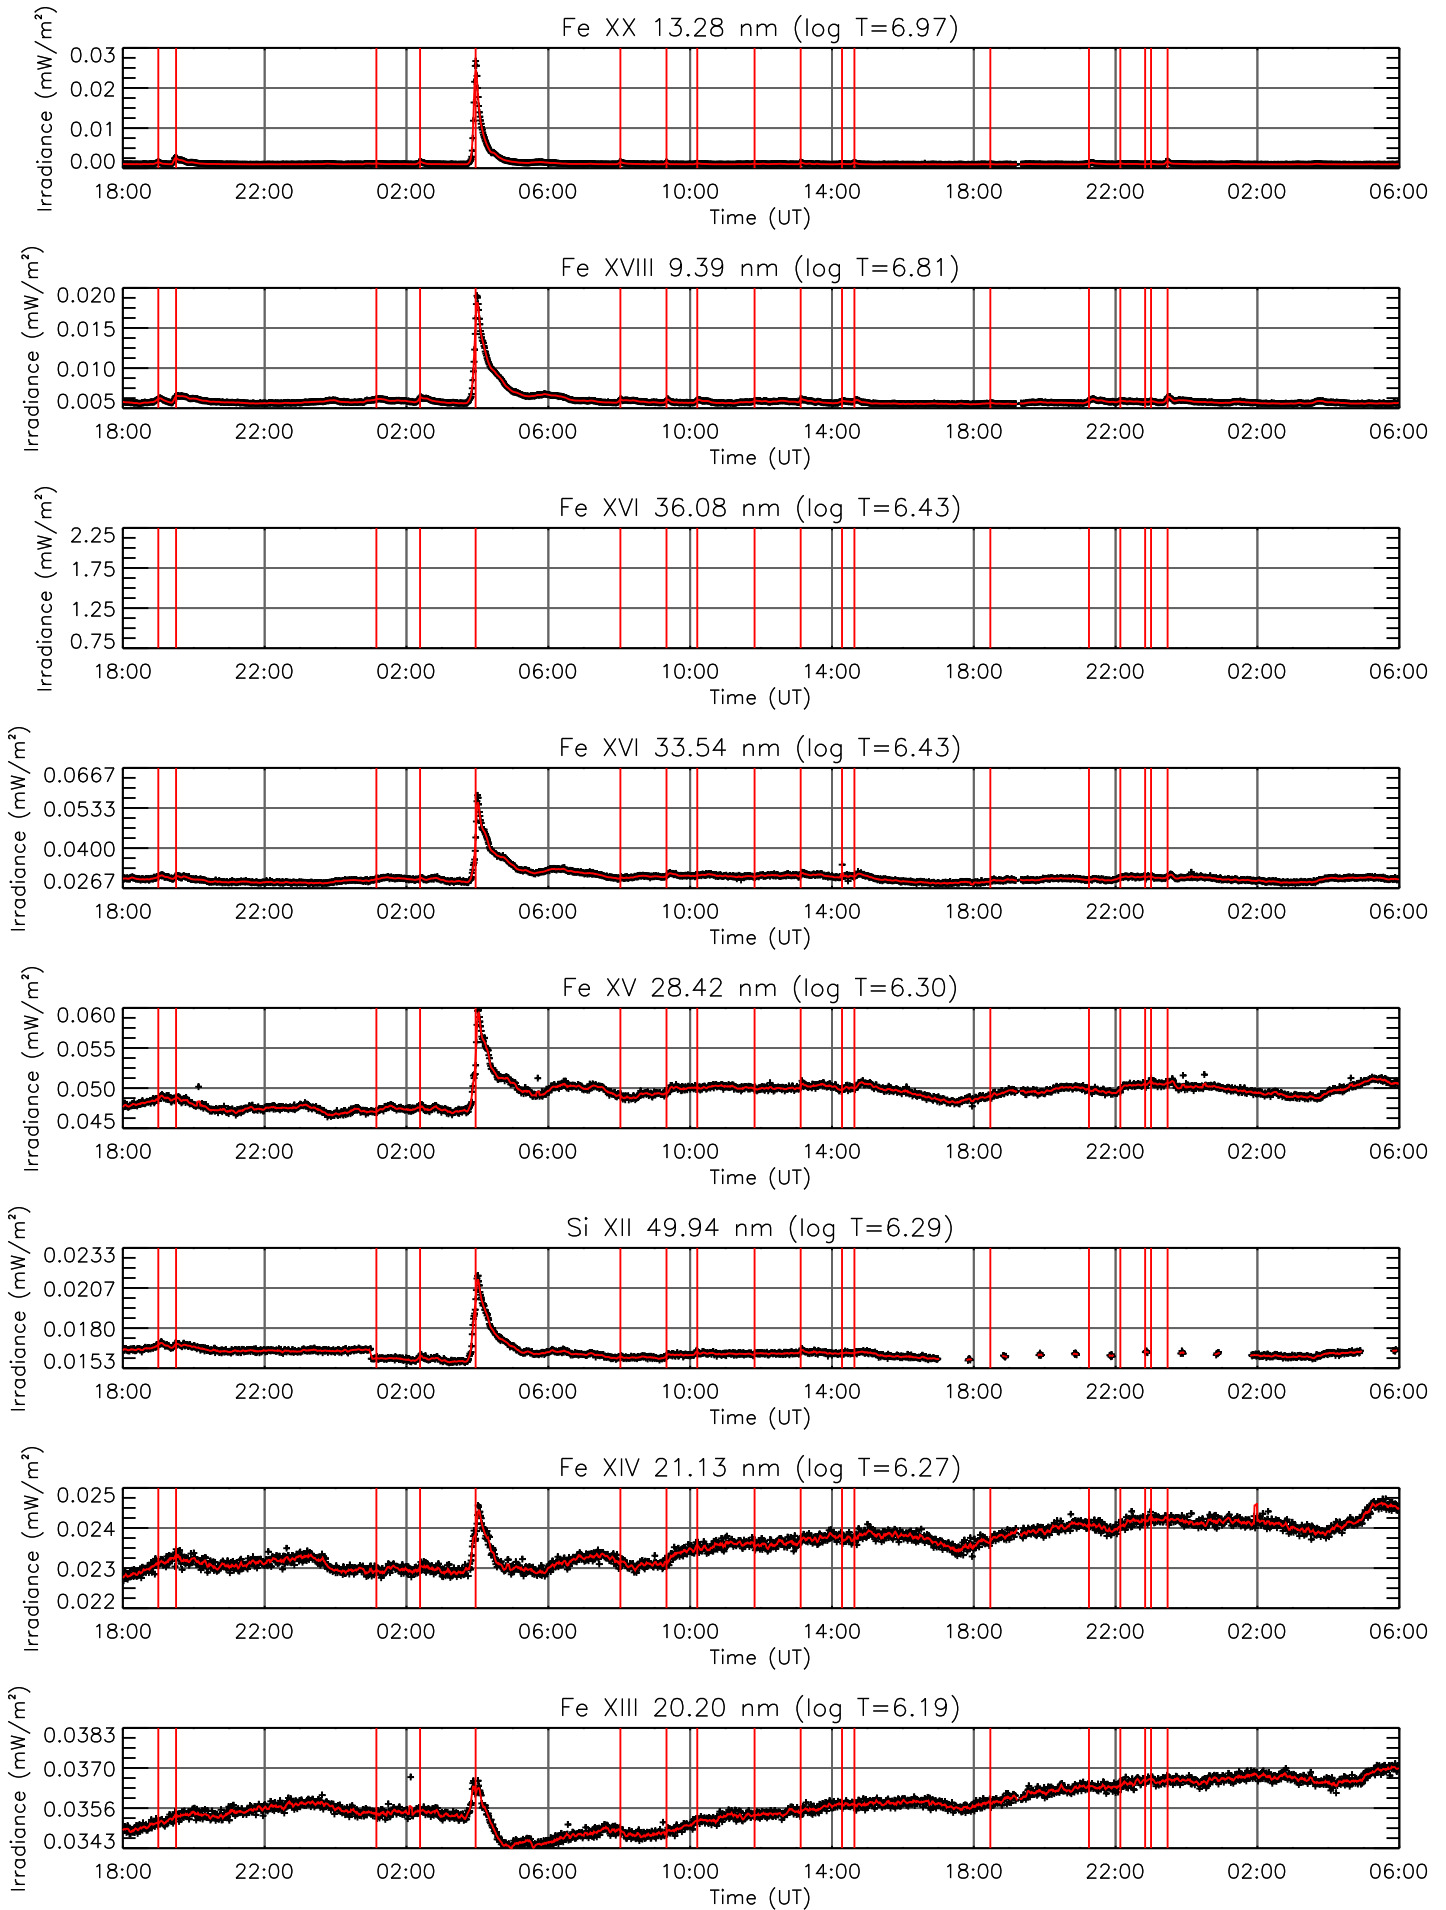 Fe XX 13.28 nm (log T=6.97)
Irradiance (mW/m²)
0.03
0.02
0.01
0.00
18:00 22:00 02:00 06:00 10:00 14:00 18:00 22:00 02:00 06:00
Time (UT)
Fe XVIII 9.39 nm (log T=6.81)
Irradiance (mW/m²)
0.020
0.015
0.010
0.005
18:00 22:00 02:00 06:00 10:00 14:00 18:00 22:00 02:00 06:00
Time (UT)
Fe XVI 36.08 nm (log T=6.43)
Irradiance (mW/m²)
2.25
1.75
1.25
0.75
18:00 22:00 02:00 06:00 10:00 14:00 18:00 22:00 02:00 06:00
Time (UT)
Fe XVI 33.54 nm (log T=6.43)
Irradiance (mW/m²)
0.0667
0.0533
0.0400
0.0267
18:00 22:00 02:00 06:00 10:00 14:00 18:00 22:00 02:00 06:00
Time (UT)
Fe XV 28.42 nm (log T=6.30)
Irradiance (mW/m²)
0.060
0.055
0.050
0.045
18:00 22:00 02:00 06:00 10:00 14:00 18:00 22:00 02:00 06:00
Time (UT)
Si XII 49.94 nm (log T=6.29)
Irradiance (mW/m²)
0.0233
0.0207
0.0180
0.0153
18:00 22:00 02:00 06:00 10:00 14:00 18:00 22:00 02:00 06:00
Time (UT)
Fe XIV 21.13 nm (log T=6.27)
Irradiance (mW/m²)
0.025
0.024
0.023
0.022
18:00 22:00 02:00 06:00 10:00 14:00 18:00 22:00 02:00 06:00
Time (UT)
Fe XIII 20.20 nm (log T=6.19)
Irradiance (mW/m²)
0.0383
0.0370
0.0356
0.0343
18:00 22:00 02:00 06:00 10:00 14:00 18:00 22:00 02:00 06:00
Time (UT)